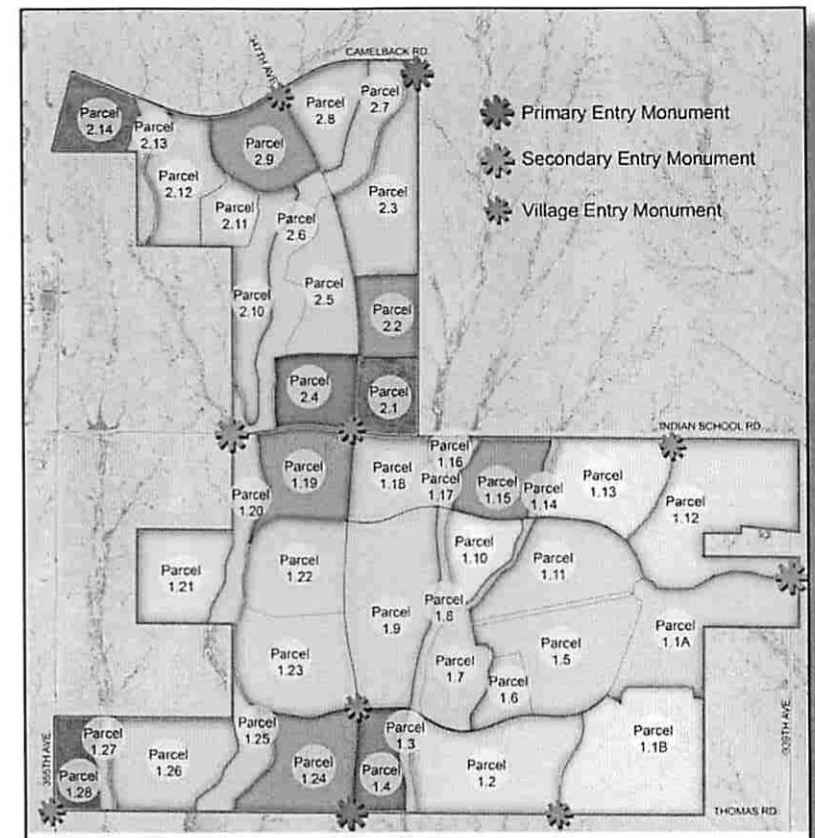 CAMELBACK RD.
347TH AVE.
Primary Entry Monument
Secondary Entry Monument
Village Entry Monument
Parcel
2.14
Parcel
2.13
Parcel
2.12
Parcel
2.11
Parcel
2.9
Parcel
2.8
Parcel
2.7
Parcel
2.3
Parcel
2.6
Parcel
2.5
Parcel
2.10
Parcel
2.2
Parcel
2.4
Parcel
2.1
INDIAN SCHOOL RD.
Parcel
1.20
Parcel
1.19
Parcel
1.18
Parcel
1.16
Parcel
1.17
Parcel
1.15
Parcel
1.14
Parcel
1.13
Parcel
1.12
Parcel
1.21
Parcel
1.22
Parcel
1.10
Parcel
1.11
Parcel
1.9
Parcel
1.8
Parcel
1.23
Parcel
1.7
Parcel
1.6
Parcel
1.5
Parcel
1.1A
Parcel
1.1B
Parcel
1.25
Parcel
1.3
355TH AVE.
Parcel
1.27
Parcel
1.28
Parcel
1.26
Parcel
1.24
Parcel
1.4
Parcel
1.2
339TH AVE.
THOMAS RD.